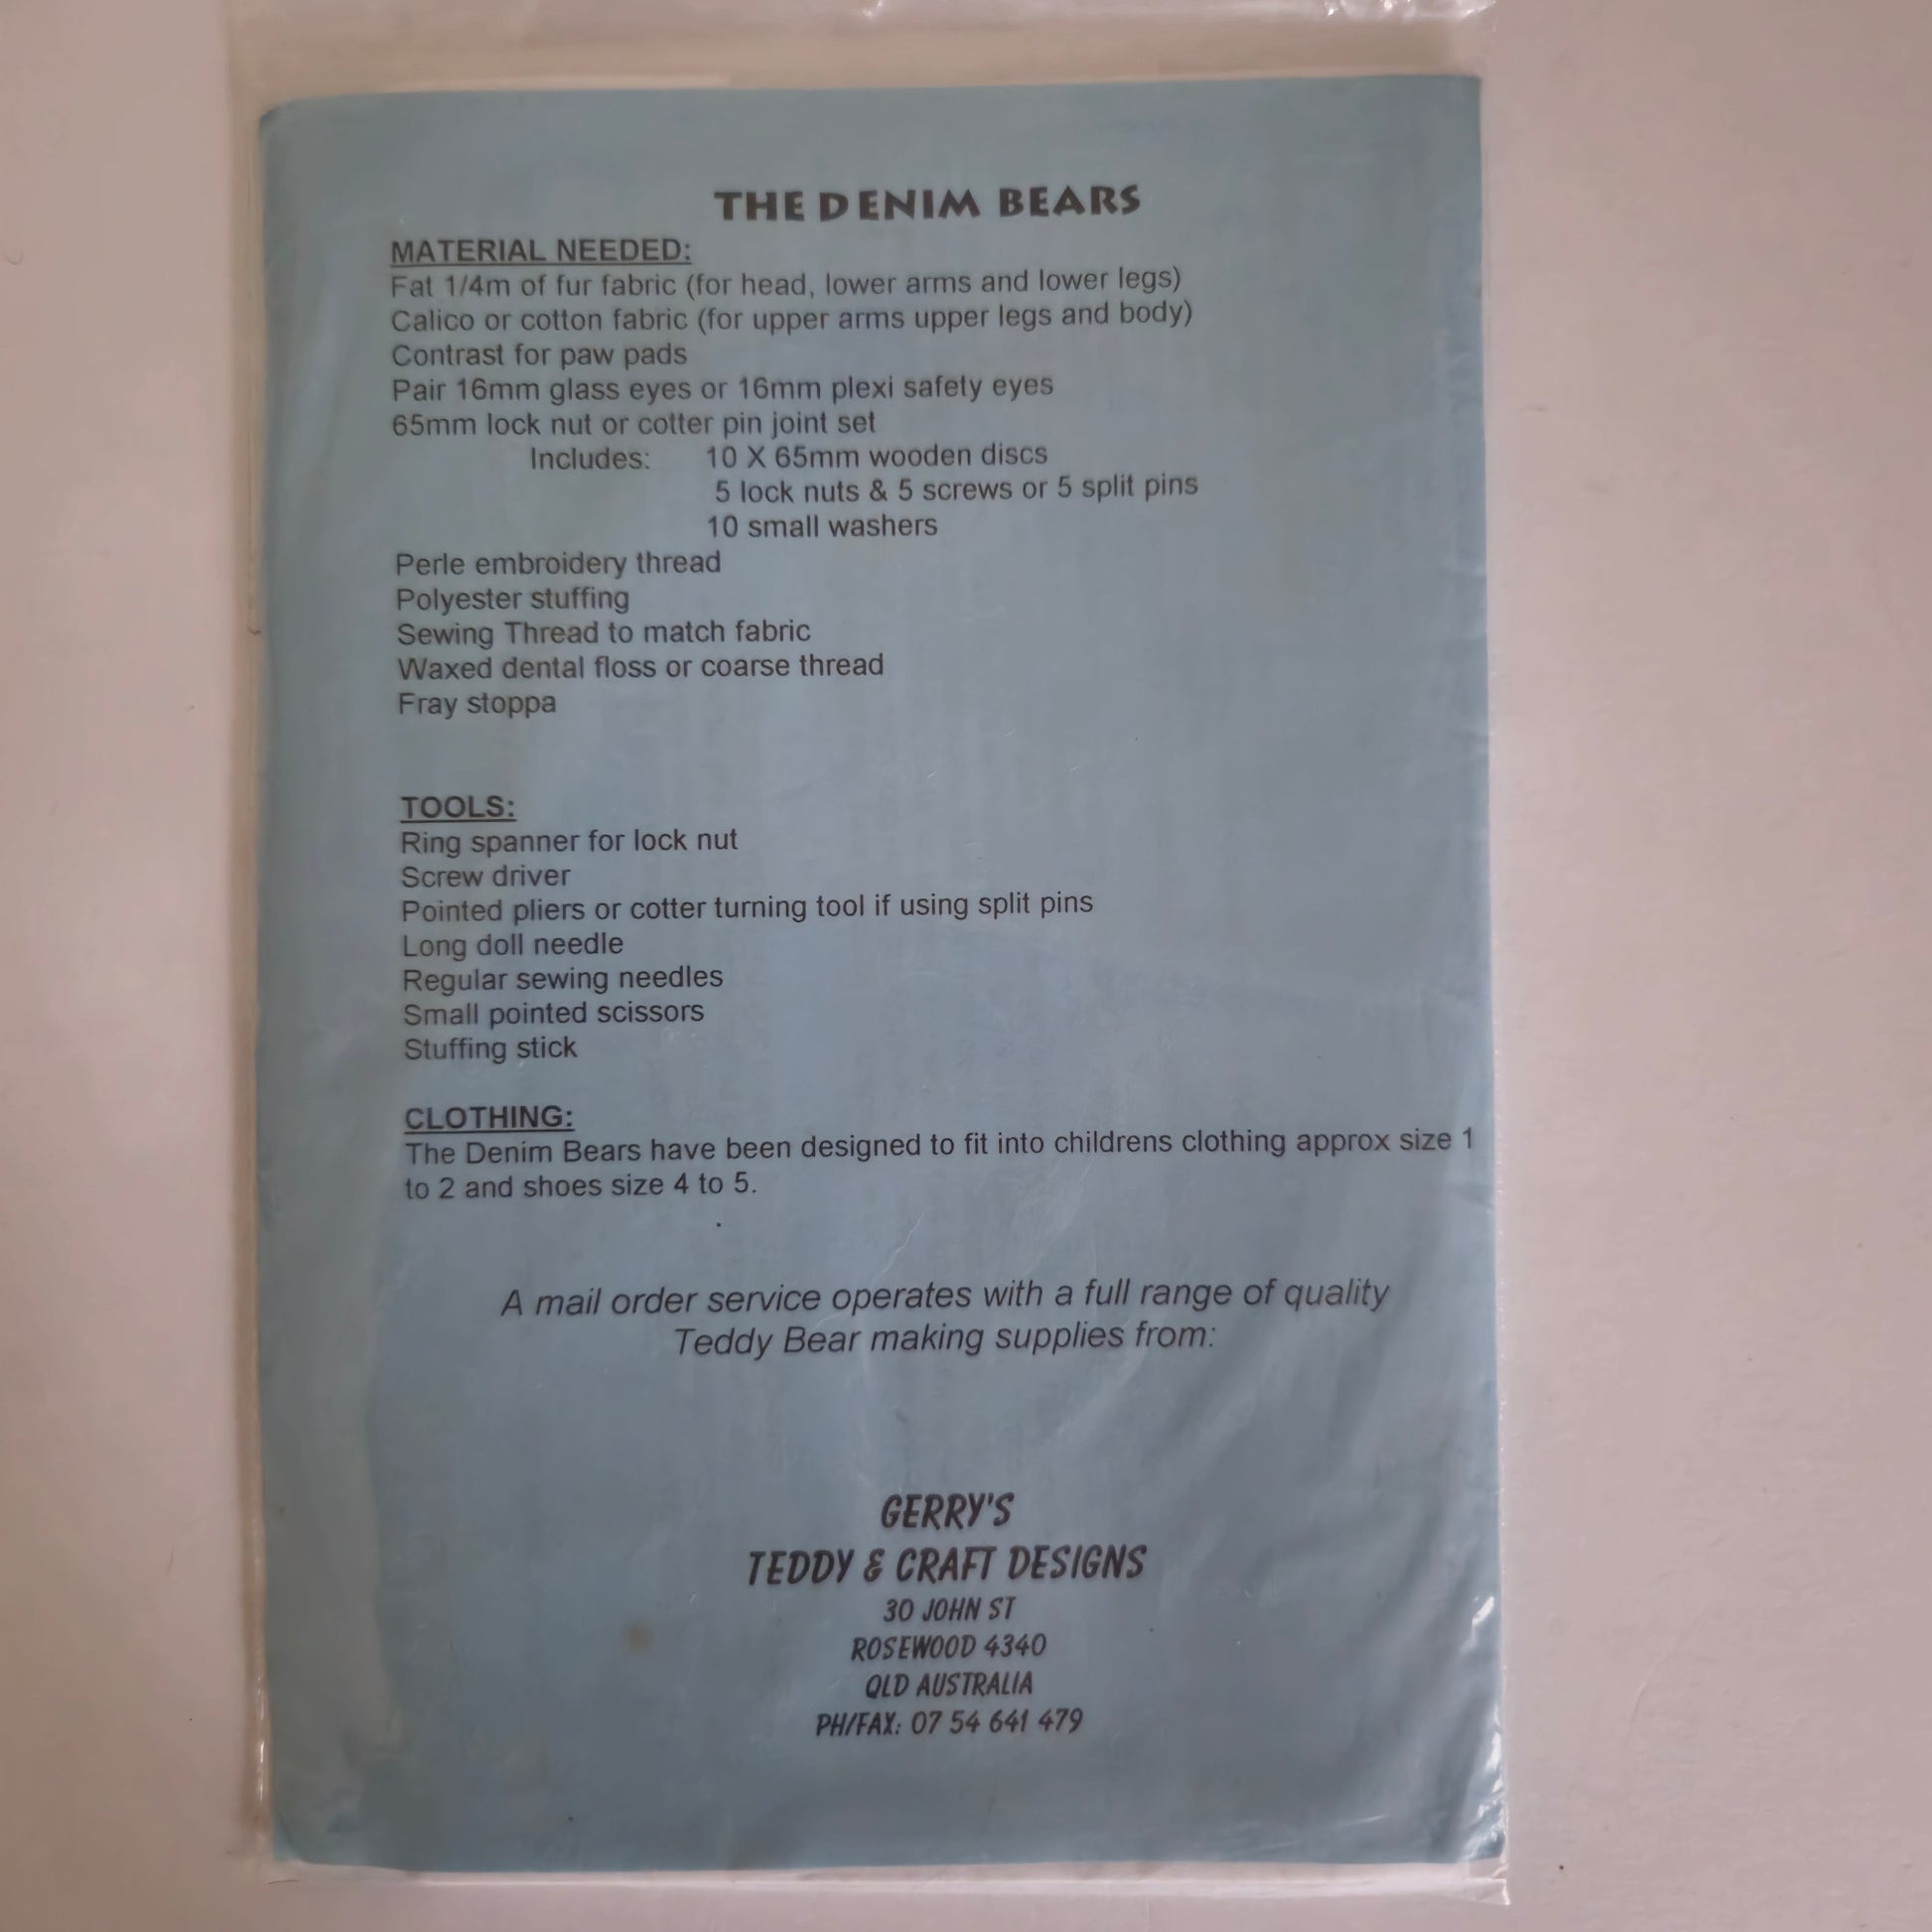 THE DENIM BEARS
MATERIAL NEEDED:
Fat 1/4m of fur fabric (for head, lower arms and lower legs)
Calico or cotton fabric (for upper arms upper legs and body)
Contrast for paw pads
Pair 16mm glass eyes or 16mm plexi safety eyes
65mm lock nut or cotter pin joint set
Includes: 10 X 65mm wooden discs
5 lock nuts & 5 screws or 5 split pins
10 small washers
Perle embroidery thread
Polyester stuffing
Sewing Thread to match fabric
Waxed dental floss or coarse thread
Fray stoppa
TOOLS:
Ring spanner for lock nut
Screw driver
Pointed pliers or cotter turning tool if using split pins
Long doll needle
Regular sewing needles
Small pointed scissors
Stuffing stick
CLOTHING:
The Denim Bears have been designed to fit into childrens clothing approx size 1
to 2 and shoes size 4 to 5.
A mail order service operates with a full range of quality
Teddy Bear making supplies from:
GERRY'S
TEDDY & CRAFT DESIGNS
30 JOHN ST
ROSEWOOD 4340
QLD AUSTRALIA
PH/FAX: 07 54 641 479